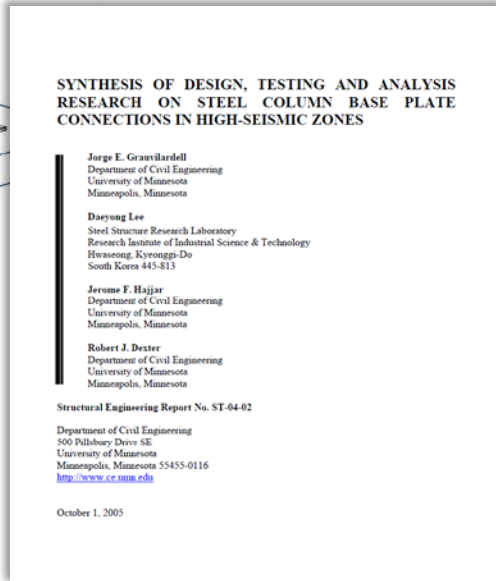 SYNTHESIS OF DESIGN, TESTING AND ANALYSIS
RESEARCH ON STEEL COLUMN BASE PLATE
CONNECTIONS IN HIGH-SEISMIC ZONES
Jorge E. Grauvilardell
Department of Civil Engineering
University of Minnesota
Minneapolis, Minnesota
Daeyong Lee
Steel Structure Research Laboratory
Research Institute of Industrial Science & Technology
Hwaseong, Kyeonggi-Do
South Korea 445-813
Jerome F. Hajjar
Department of Civil Engineering
University of Minnesota
Minneapolis, Minnesota
Robert J. Dexter
Department of Civil Engineering
University of Minnesota
Minneapolis, Minnesota
Structural Engineering Report No. ST-04-02
Department of Civil Engineering
500 Pillsbury Drive SE
University of Minnesota
Minneapolis, Minnesota 55455-0116
http://www.ce.umn.edu
October 1, 2005